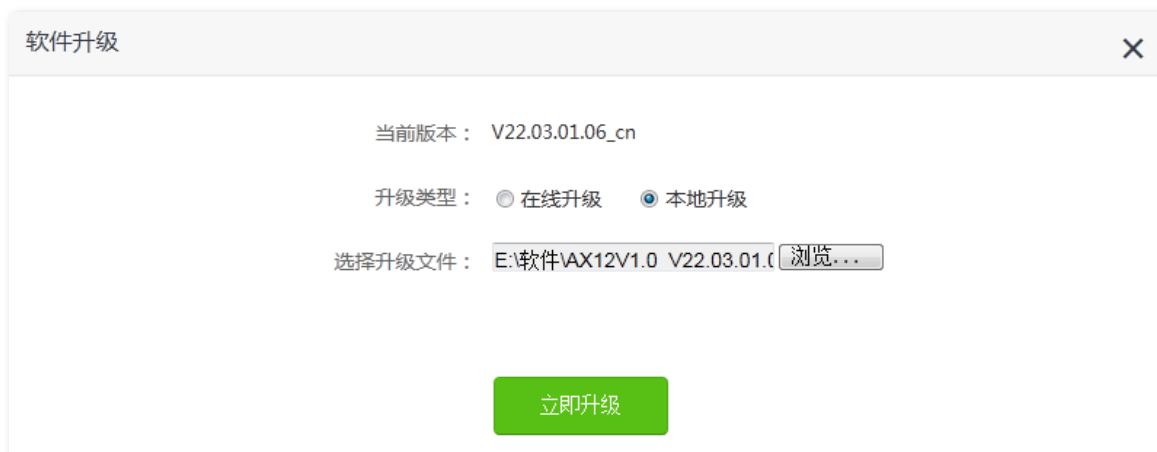 软件升级
当前版本： V22.03.01.06_cn
升级类型： 在线升级 本地升级
选择升级文件： E:\软件\AX12V1.0 V22.03.01.0 浏览...
立即升级